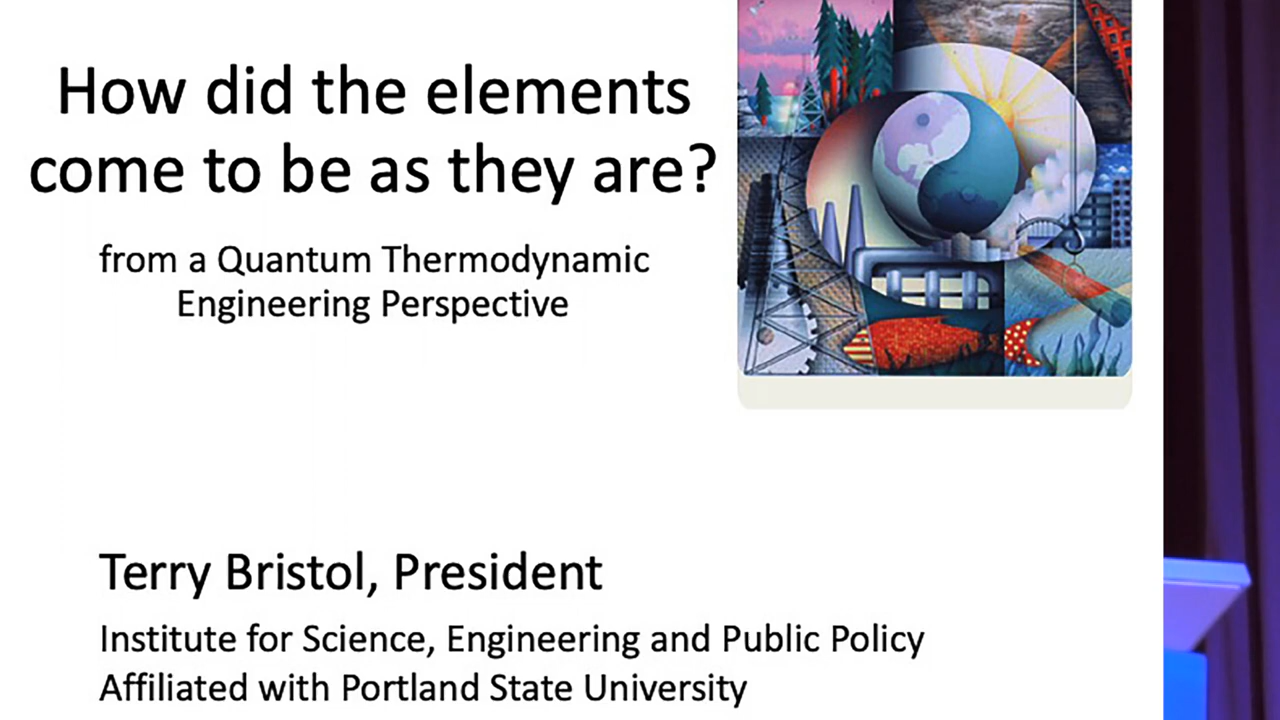 How did the elements
come to be as they are?
from a Quantum Thermodynamic
Engineering Perspective
Terry Bristol, President
Institute for Science, Engineering and Public Policy
Affiliated with Portland State University